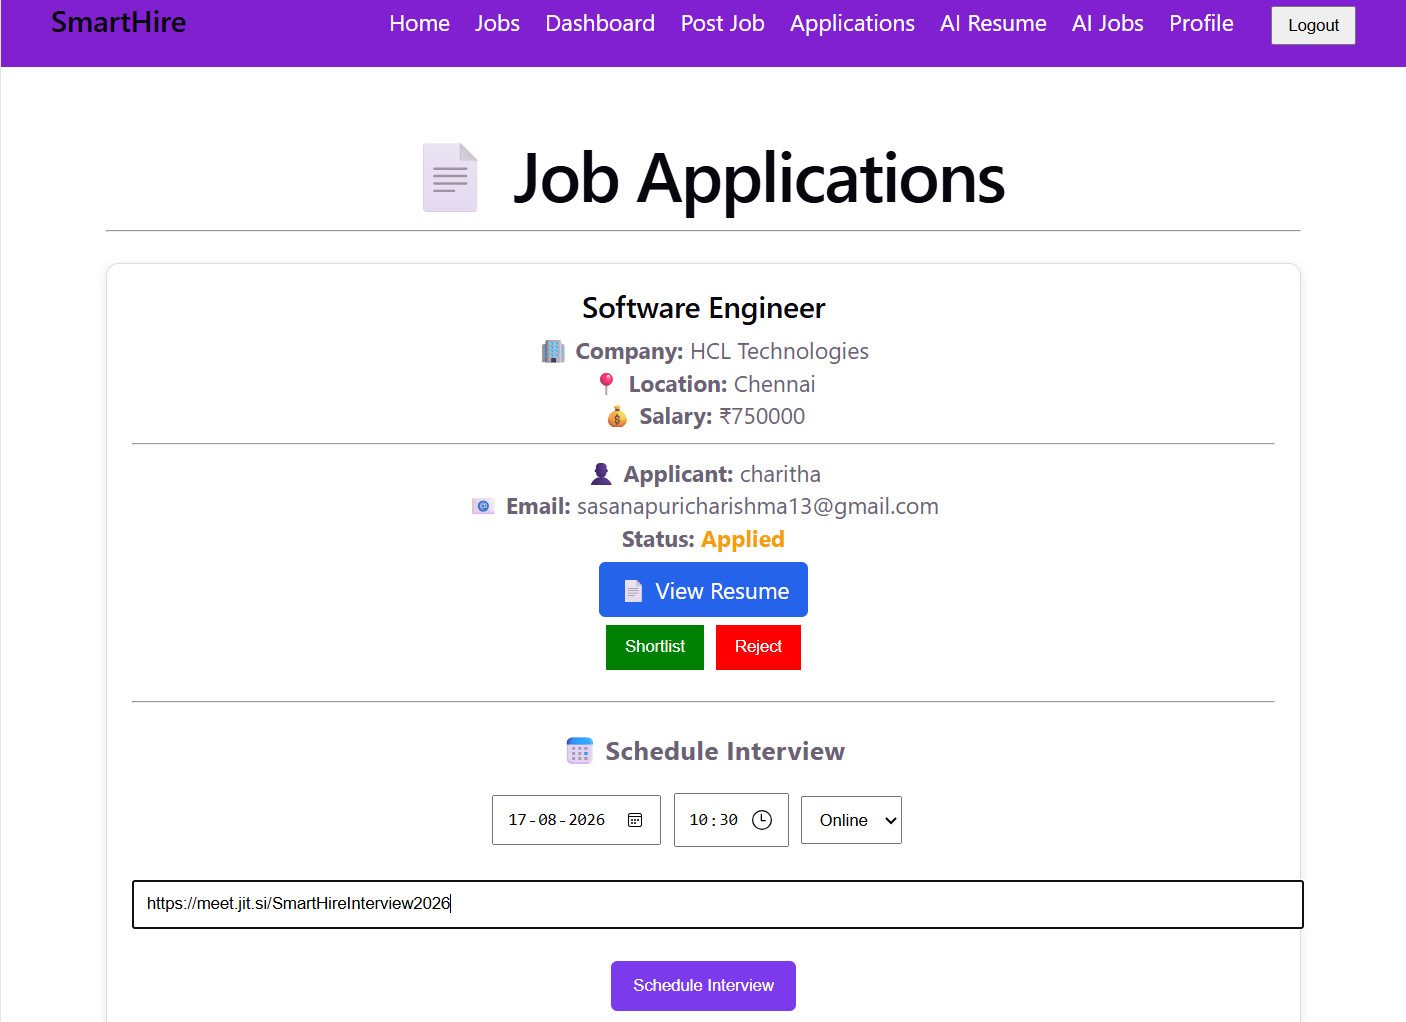 SmartHire Home Jobs Dashboard Post Job Applications AI Resume AI Jobs Profile Logout
Job Applications
Software Engineer
Company: HCL Technologies
Location: Chennai
Salary: ₹750000
Applicant: charitha
Email: sasanapuricharishma13@gmail.com
Status: Applied
View Resume
Shortlist Reject
Schedule Interview
17-08-2026 10:30 Online
https://meet.jit.si/SmartHireInterview2026
Schedule Interview